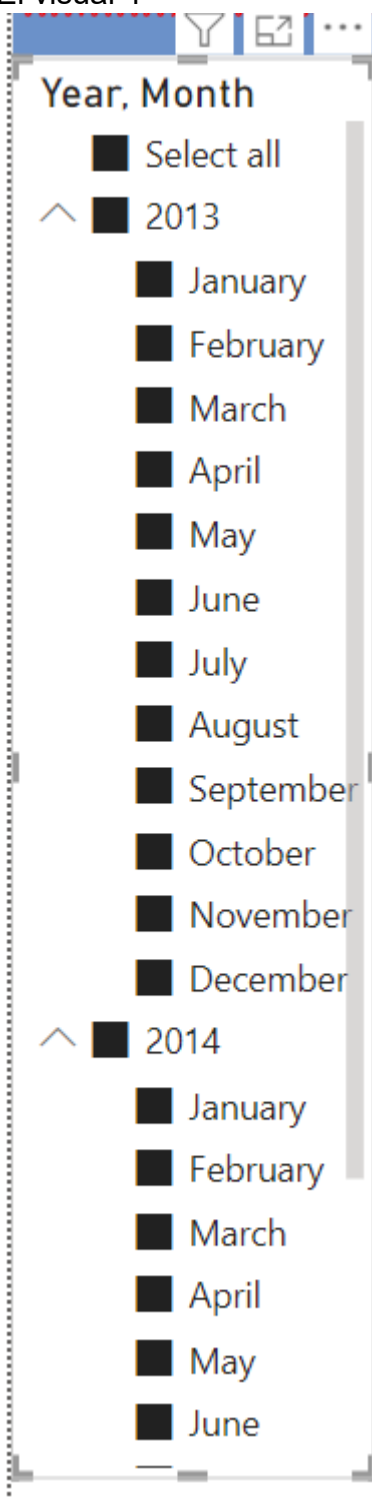 Year, Month
Select all
2013
January
February
March
April
May
June
July
August
September
October
November
December
2014
January
February
March
April
May
June